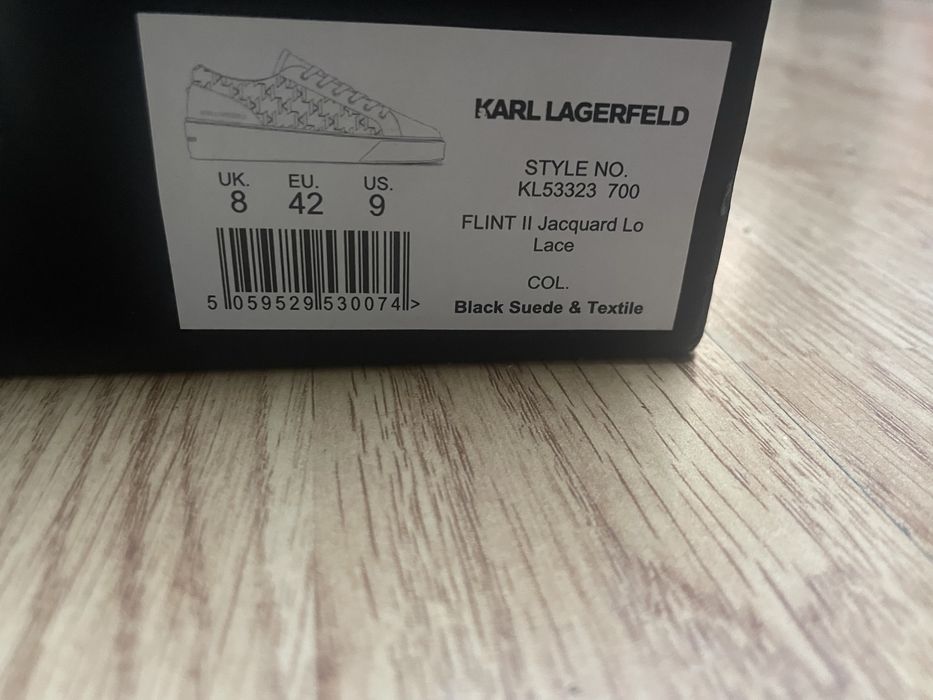 KARL LAGERFELD
STYLE NO.
KL53323 700
FLINT II Jacquard Lo
Lace
COL.
Black Suede & Textile
UK. EU. US.
8 42 9
5 059529 530074 >